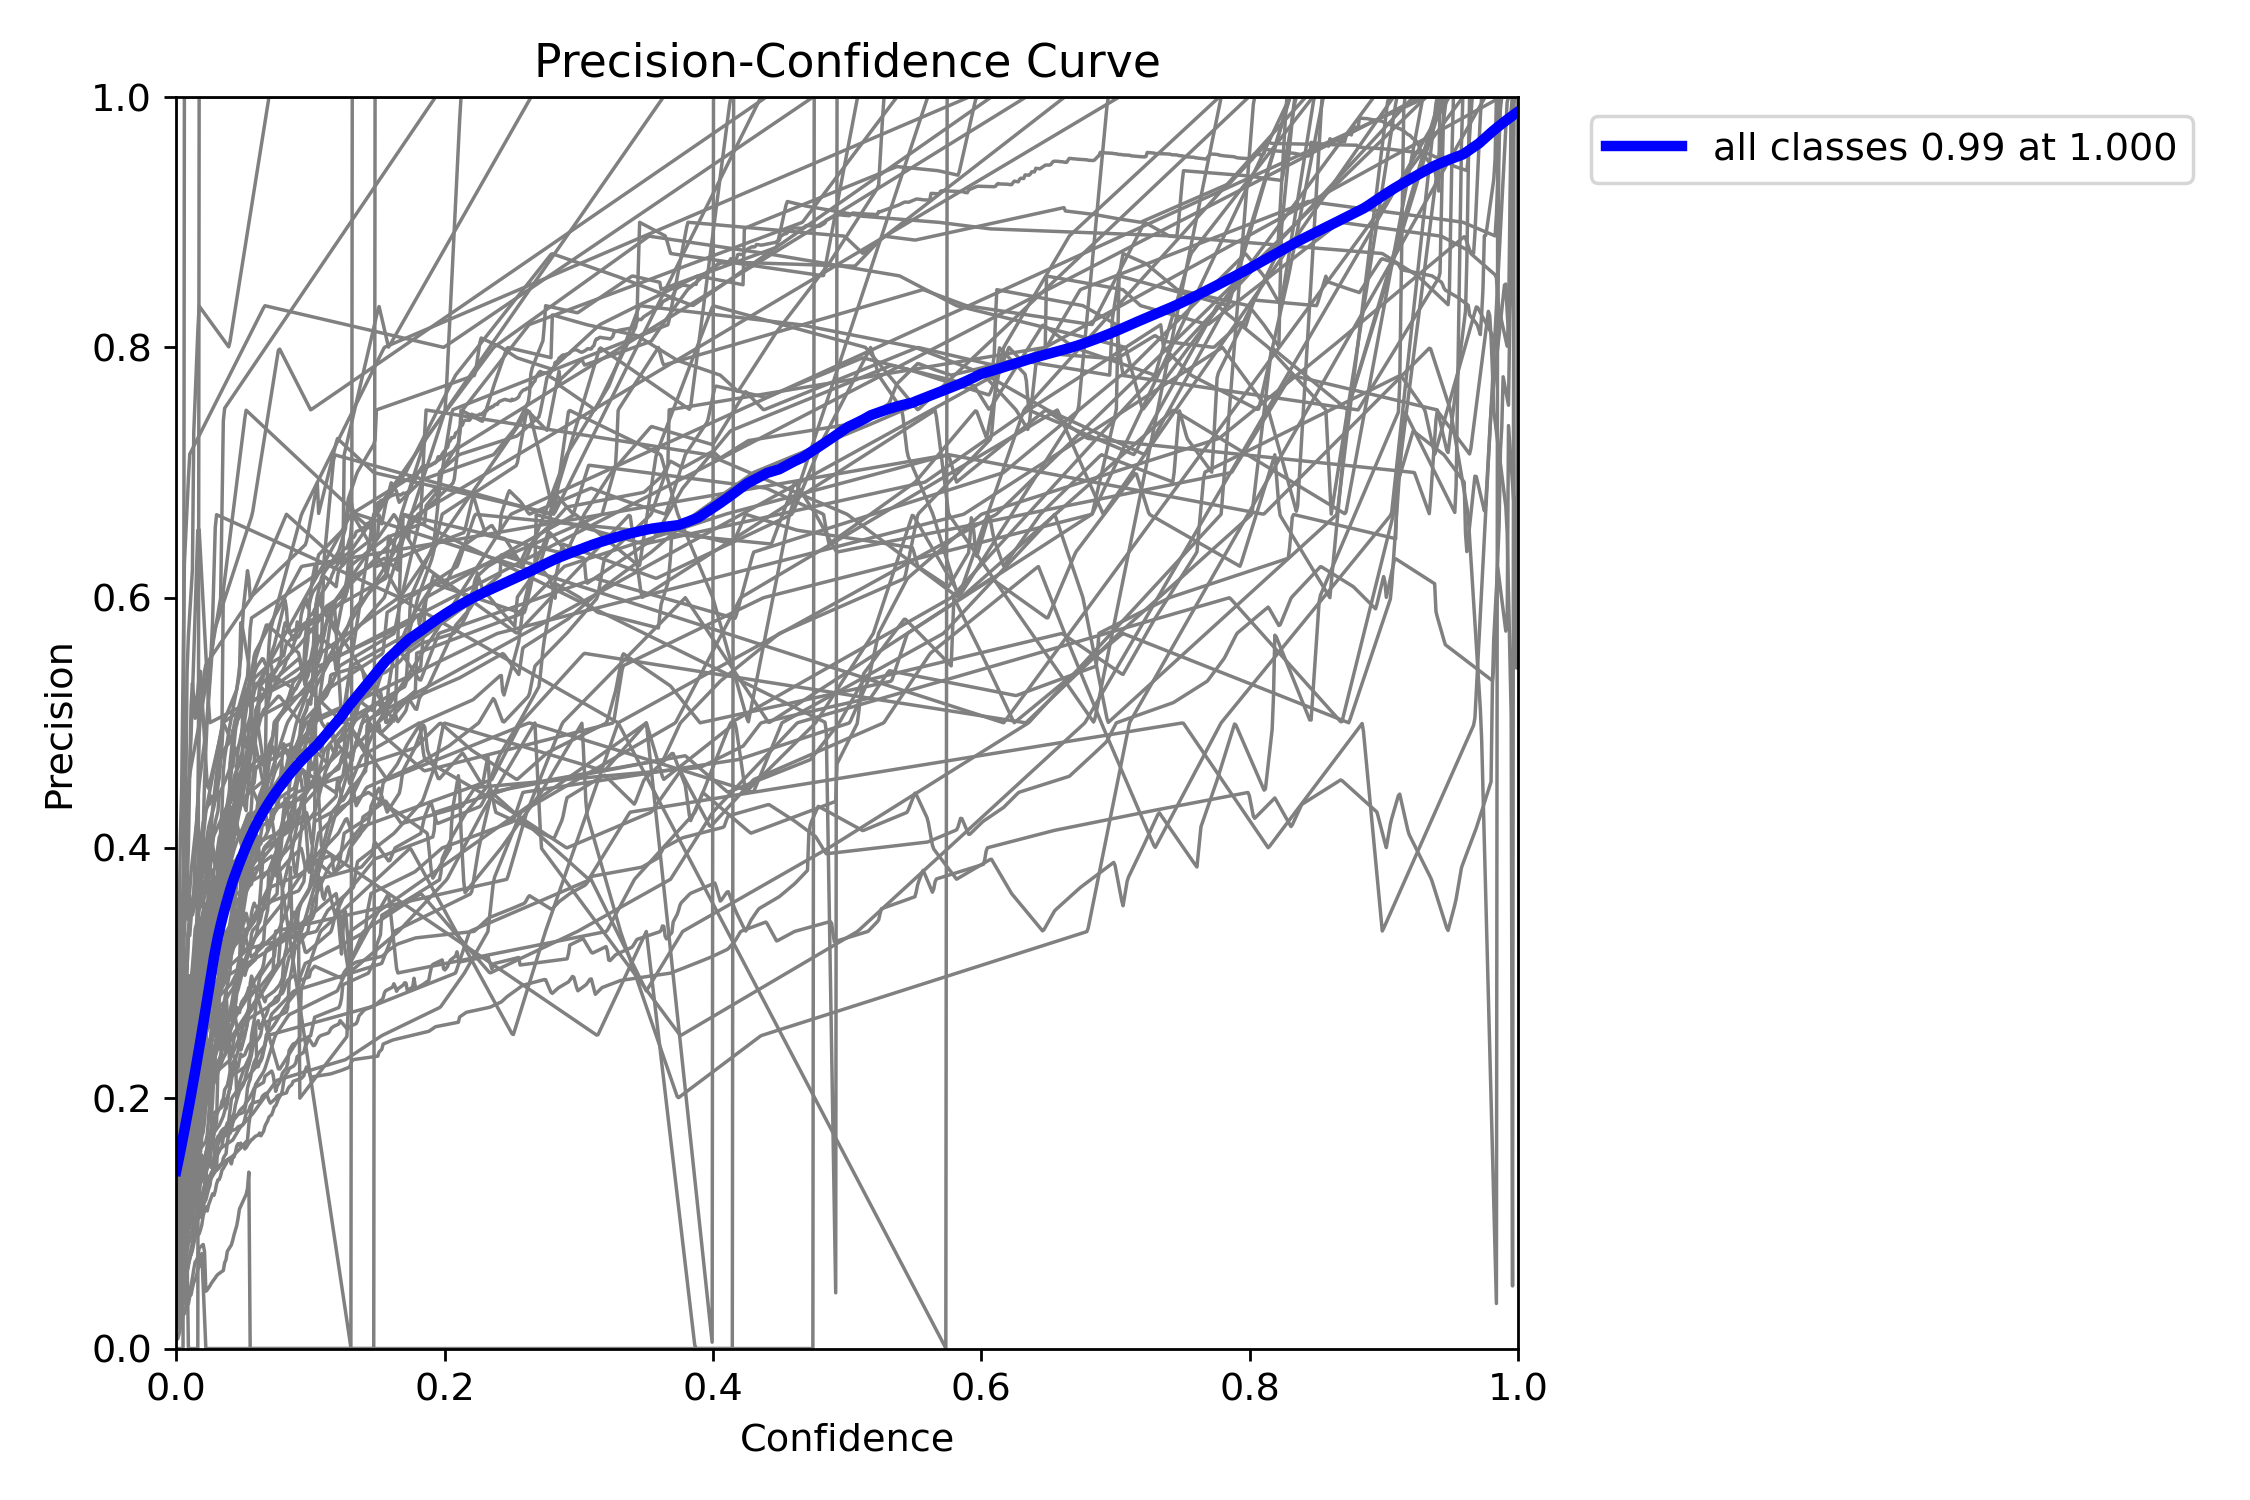 Precision-Confidence Curve
all classes 0.99 at 1.000
Precision
1.0
0.8
0.6
0.4
0.2
0.0
0.0 0.2 0.4 0.6 0.8 1.0
Confidence